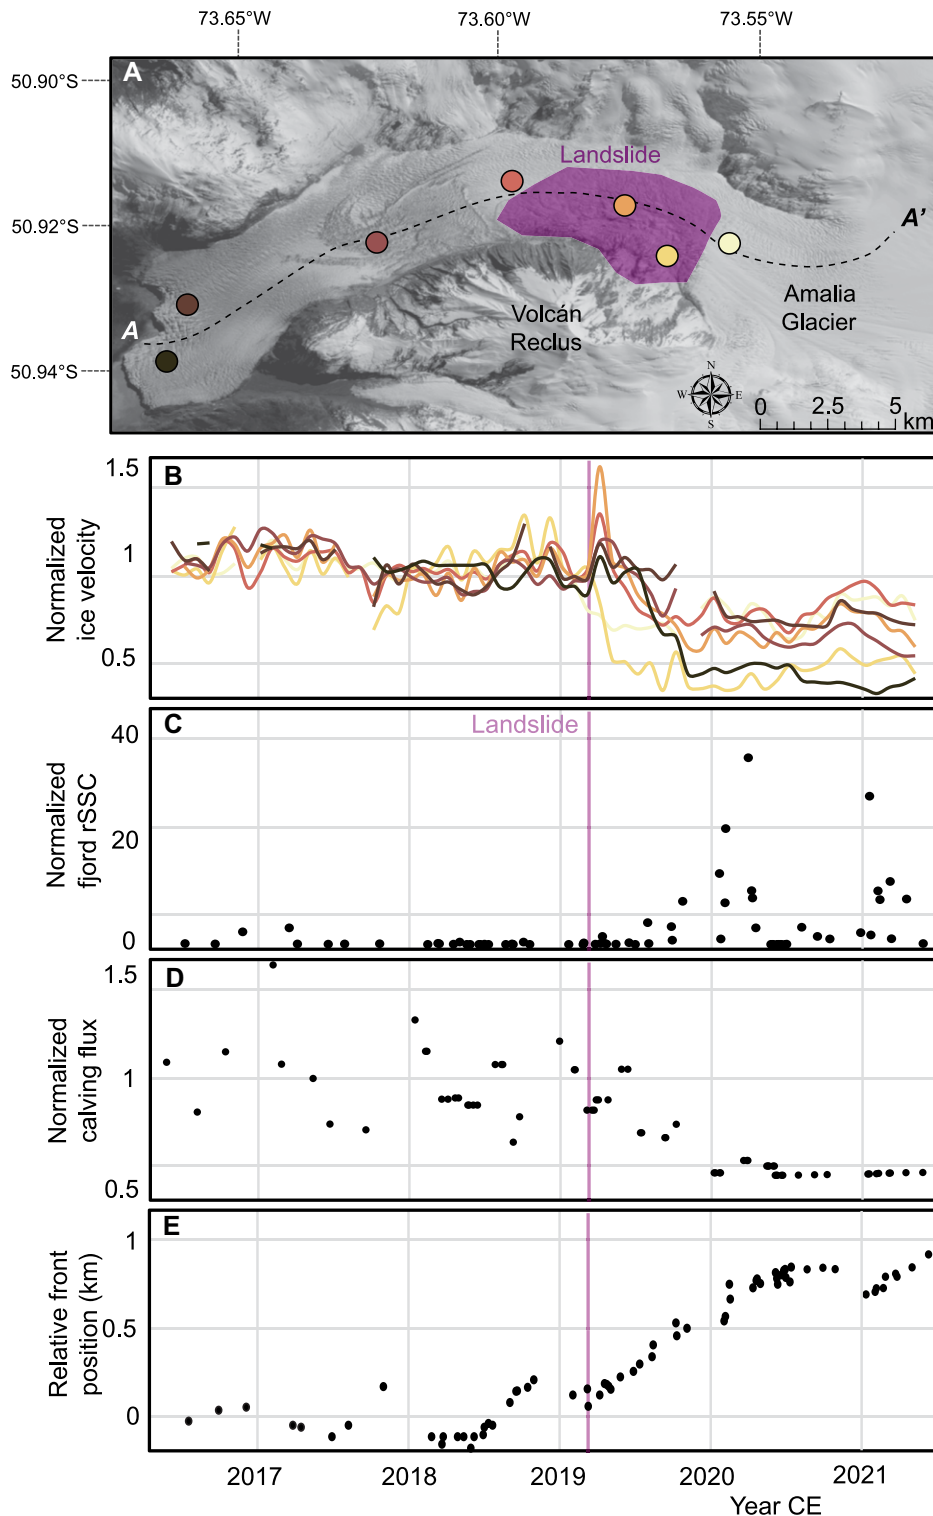 73.65°W 73.60°W 73.55°W
50.90°S
A
Landslide
50.92°S
A'
A
Volcán
Reclus
Amalia
Glacier
50.94°S
N
W E
S
0 2.5 5
km
B
1.5
1
0.5
Normalized
ice velocity
C
Landslide
40
20
0
Normalized
fjord rSSC
D
1.5
1
0.5
Normalized
calving flux
E
1
0.5
0
Relative front
position (km)
2017 2018 2019 2020 2021
Year CE